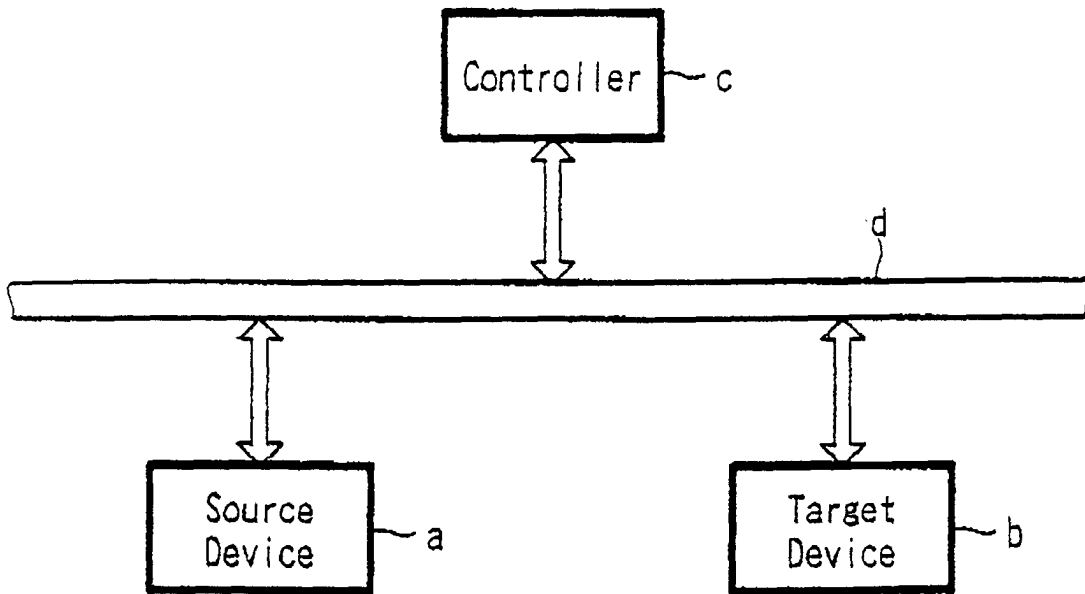 Controller
c
d
Source
Device
a
Target
Device
b